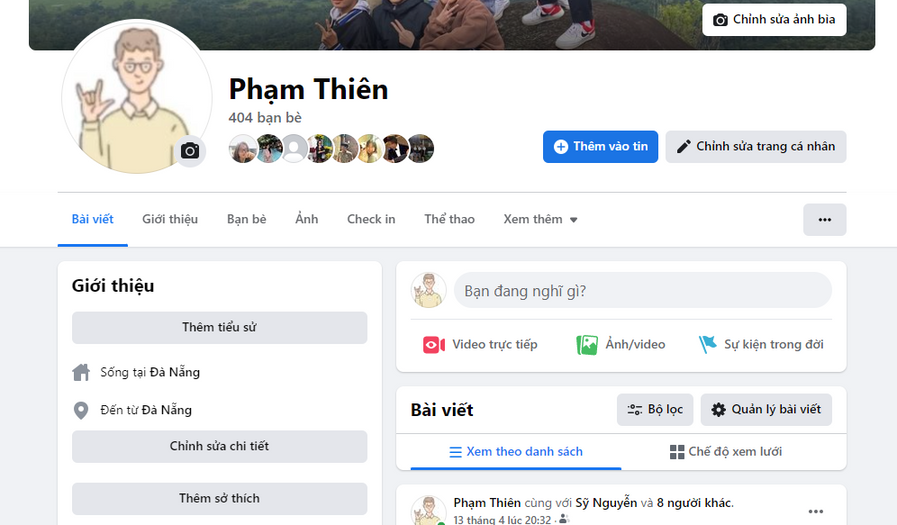 Chỉnh sửa ảnh bìa
Phạm Thiên
404 bạn bè
Thêm vào tin
Chỉnh sửa trang cá nhân
Bài viết
Giới thiệu
Bạn bè
Ảnh
Check in
Thể thao
Xem thêm
Giới thiệu
Thêm tiểu sử
Sống tại Đà Nẵng
Đến từ Đà Nẵng
Chỉnh sửa chi tiết
Thêm sở thích
Bạn đang nghĩ gì?
Video trực tiếp
Ảnh/video
Sự kiện trong đời
Bài viết
Bộ lọc
Quản lý bài viết
Xem theo danh sách
Chế độ xem lưới
Phạm Thiên cùng với Sỹ Nguyễn và 8 người khác.
13 tháng 4 lúc 20:32 ·